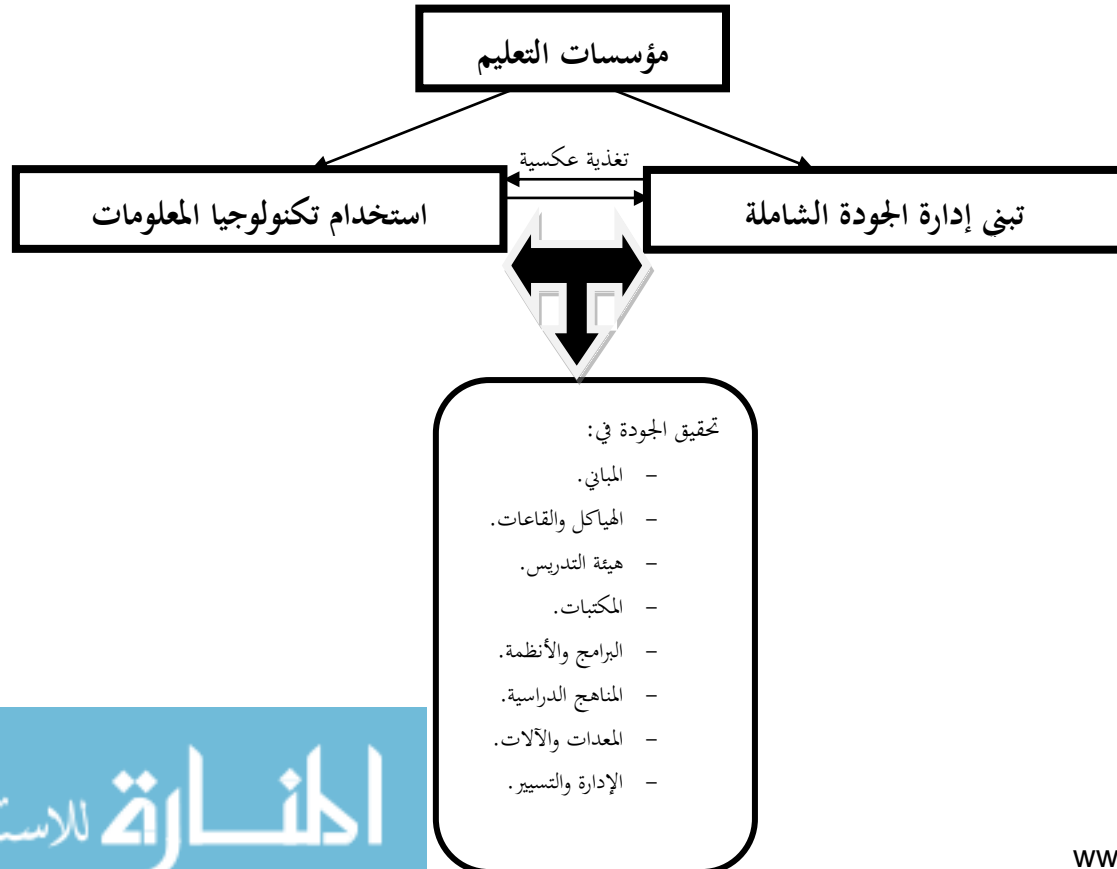 مؤسسات التعليم
تغذية عكسية
تبني إدارة الجودة الشاملة
استخدام تكنولوجيا المعلومات
تحقيق الجودة في:
– المباني.
– الهياكل والقاعات.
– هيئة التدريس.
– المكتبات.
– البرامج والأنظمة.
– المناهج الدراسية.
– المعدات والآلات.
– الإدارة والتسيير.
المنارة